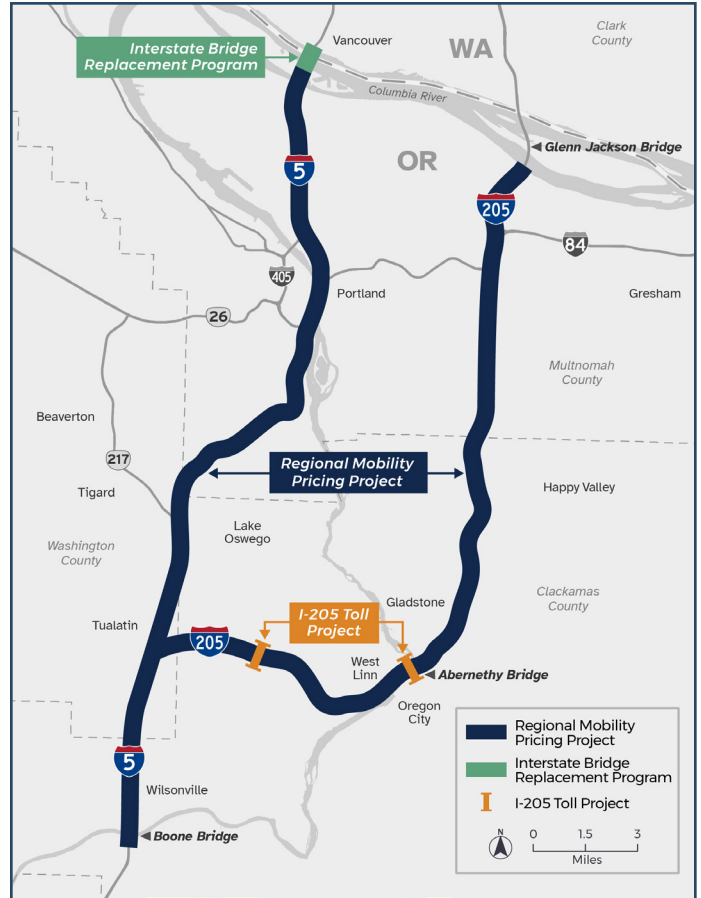 Interstate Bridge
Replacement Program
Vancouver
WA
Clark
County
Columbia River
Glenn Jackson Bridge
OR
5
205
84
405
Portland
Gresham
26
Multnomah
County
Beaverton
217
Regional Mobility
Pricing Project
Happy Valley
Tigard
Lake
Oswego
Washington
County
Clackamas
County
Gladstone
I-205 Toll
Project
Tualatin
205
West
Linn
Abernethy Bridge
Oregon
City
5
Wilsonville
Boone Bridge
Regional Mobility
Pricing Project
Interstate Bridge
Replacement Program
I-205 Toll Project
N
0 1.5 3
Miles